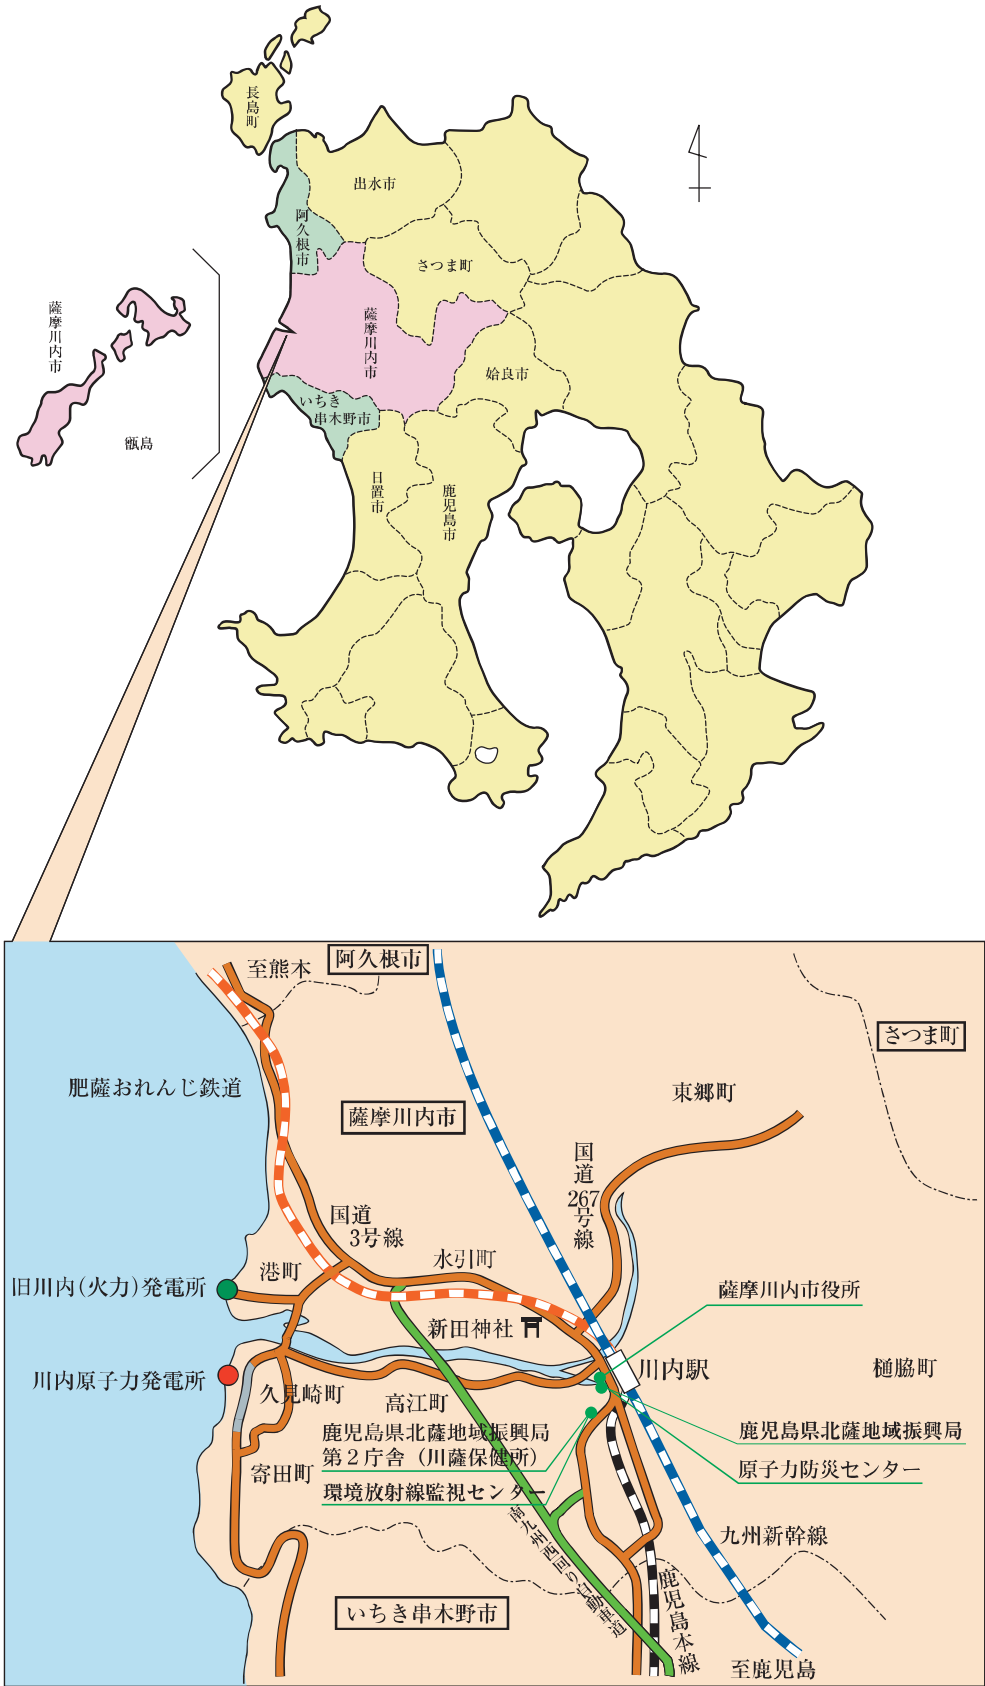 長島町
出水市
阿久根市
さつま町
薩摩川内市
薩摩川内市
甑島
姶良市
いちき
串木野市
日置市
鹿児島市
至熊本
阿久根市
さつま町
肥薩おれんじ鉄道
薩摩川内市
東郷町
国道
267
号線
国道
3号線
水引町
港町
旧川内(火力)発電所
薩摩川内市役所
新田神社
川内駅
樋脇町
川内原子力発電所
久見崎町
高江町
鹿児島県北薩地域振興局
第2庁舎(川薩保健所)
鹿児島県北薩地域振興局
寄田町
原子力防災センター
環境放射線監視センター
南九州西回り自動車道
九州新幹線
鹿児島本線
いちき串木野市
至鹿児島